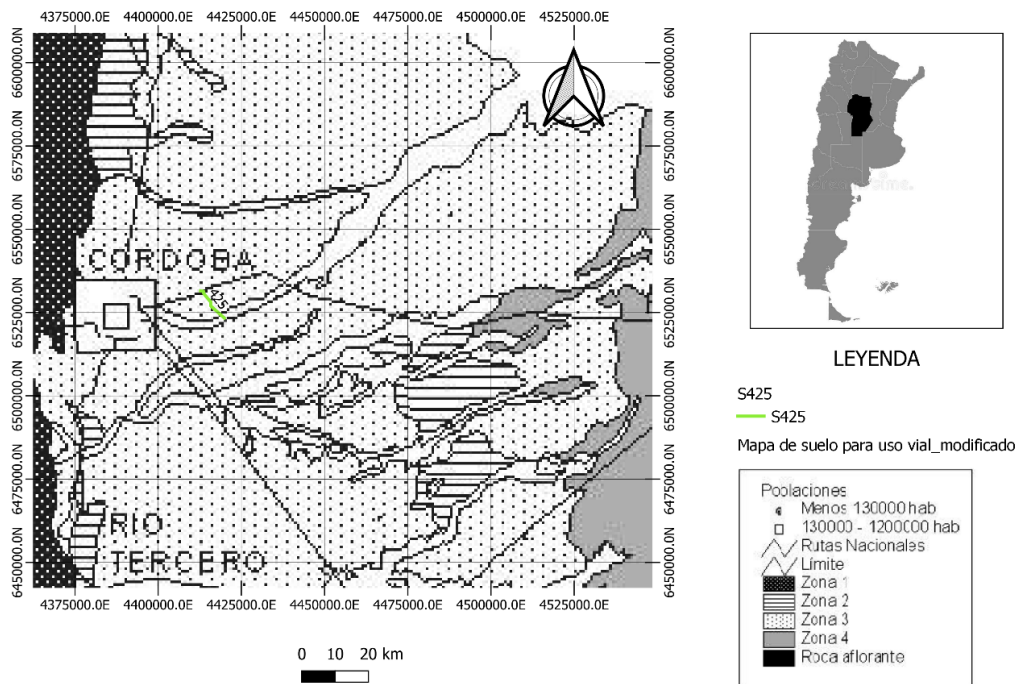 4375000.0E 4400000.0E 4425000.0E 4450000.0E 4475000.0E 4500000.0E 4525000.0E
6600000.0N 6600000.0N
6575000.0N 6575000.0N
6550000.0N 6550000.0N
CORDOBA
425
6525000.0N 6525000.0N
6500000.0N 6500000.0N
6475000.0N 6475000.0N
RIO
TERCERO
6450000.0N 6450000.0N
4375000.0E 4400000.0E 4425000.0E 4450000.0E 4475000.0E 4500000.0E 4525000.0E
0 10 20 km
LEYENDA
S425
S425
Mapa de suelo para uso vial_modificado
Poblaciones
Menos 130000 hab
130000 - 1200000 hab
Rutas Nacionales
Límite
Zona 1
Zona 2
Zona 3
Zona 4
Roca aflorante